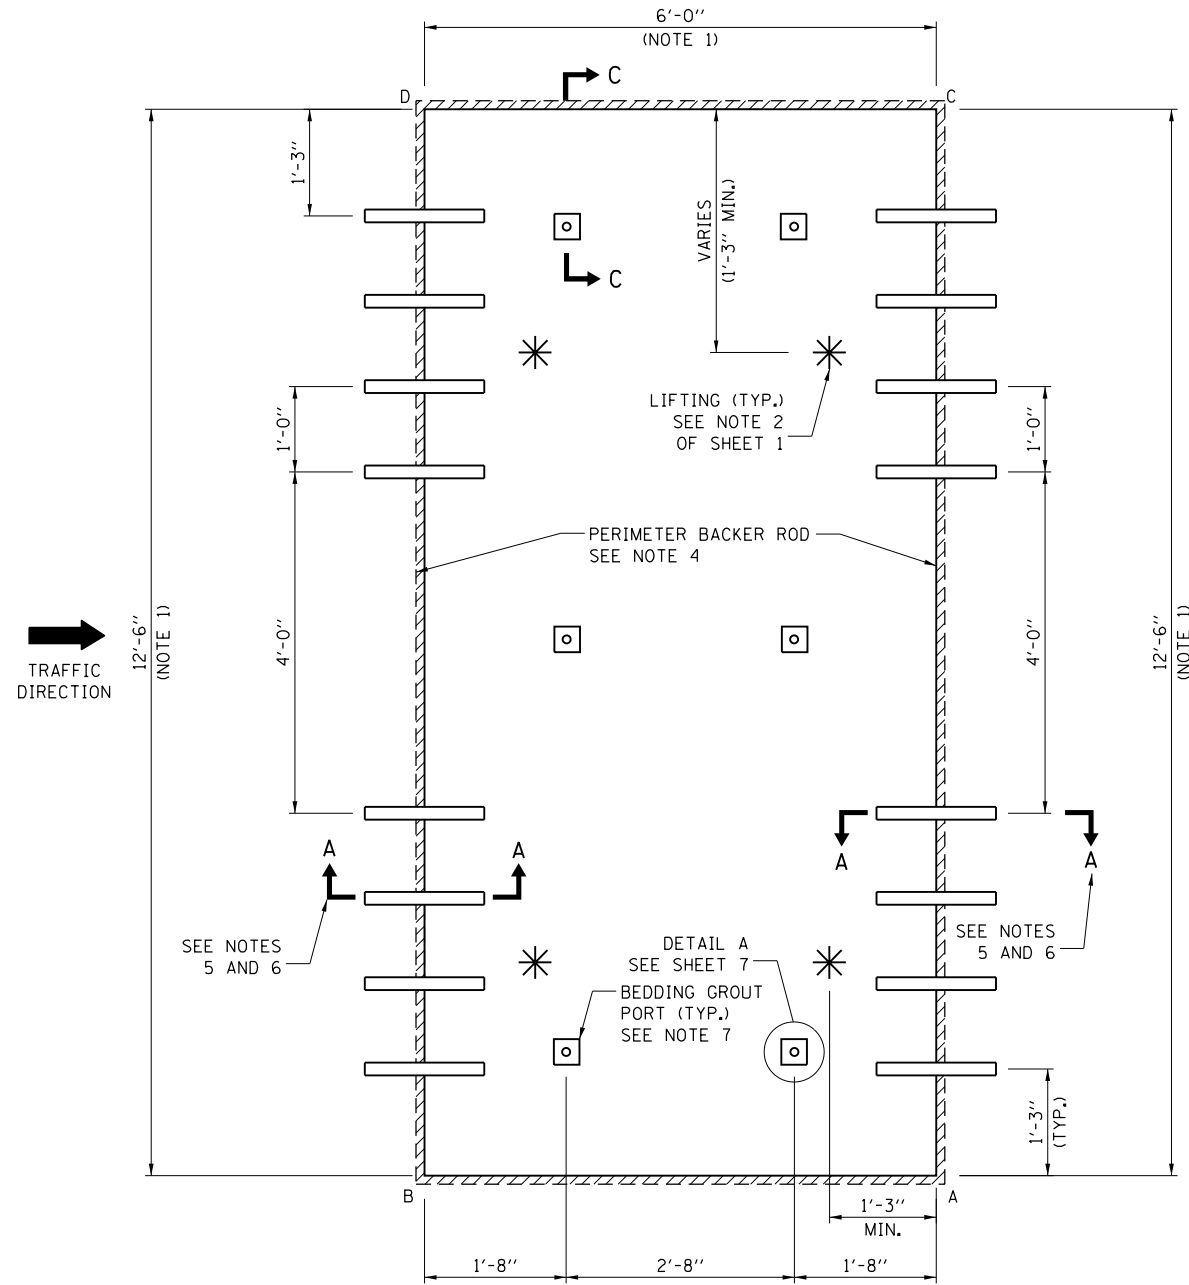 6'-0"
(NOTE 1)
C
D
C
1'-3"
VARIES
(1'-3" MIN.)
C
LIFTING (TYP.)
SEE NOTE 2
OF SHEET 1
1'-0"
1'-0"
PERIMETER BACKER ROD
SEE NOTE 4
TRAFFIC
DIRECTION
12'-6"
(NOTE 1)
4'-0"
4'-0"
12'-6"
(NOTE 1)
A
A
A
A
SEE NOTES
5 AND 6
DETAIL A
SEE SHEET 7
SEE NOTES
5 AND 6
BEDDING GROUT
PORT (TYP.)
SEE NOTE 7
1'-3"
(TYP.)
B
A
1'-3"
MIN.
1'-8"
2'-8"
1'-8"